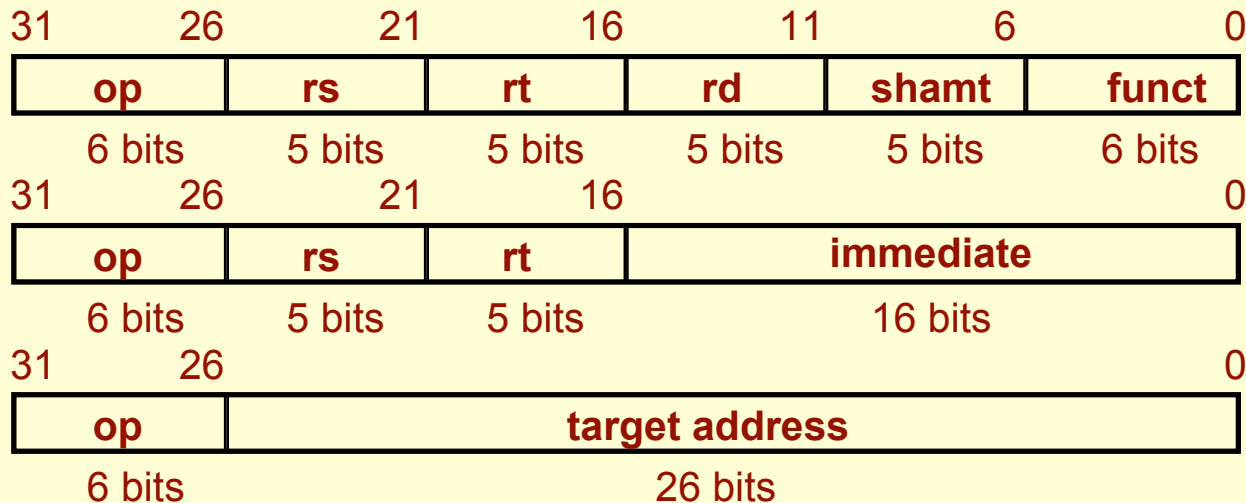 31 26 21 16 11 6 0
op rs rt rd shamt funct
6 bits 5 bits 5 bits 5 bits 5 bits 6 bits
31 26 21 16 0
op rs rt immediate
6 bits 5 bits 5 bits 16 bits
31 26 0
op target address
6 bits 26 bits